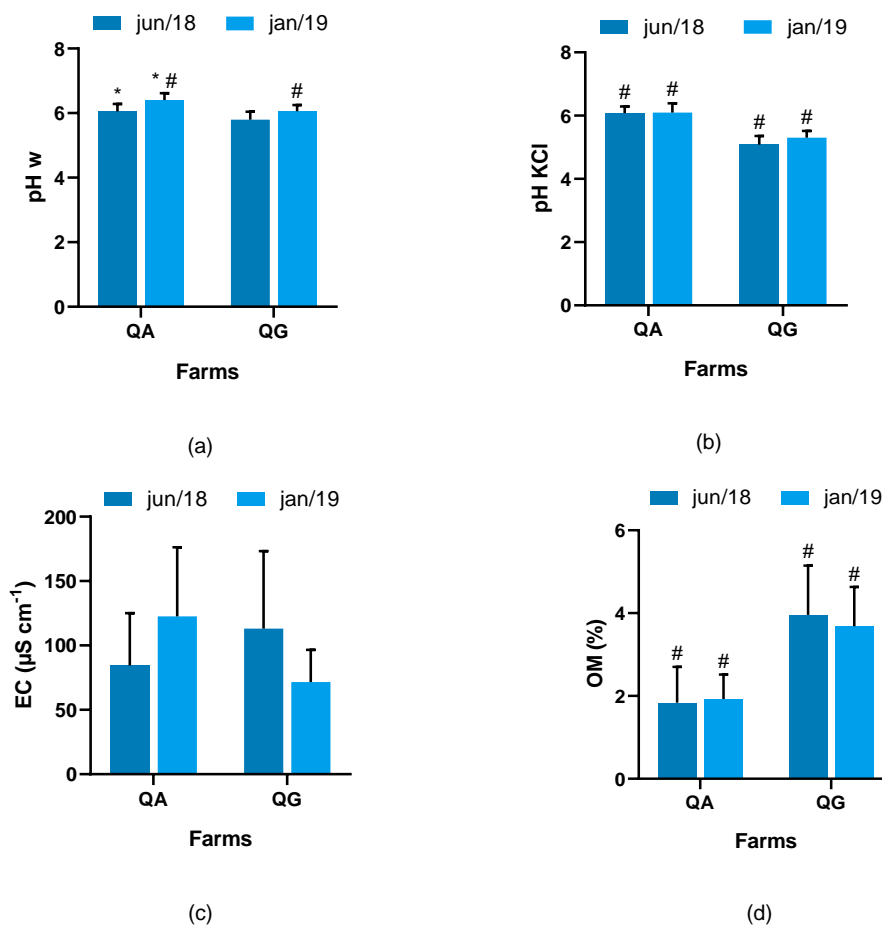 jun/18 jan/19
8
6
4
2
0
pH w
* * # #
QA QG
Farms
(a)
jun/18 jan/19
8
6
4
2
0
pH KCl
# # # #
QA QG
Farms
(b)
jun/18 jan/19
200
150
100
50
0
EC (µS cm⁻¹)
QA QG
Farms
(c)
jun/18 jan/19
6
4
2
0
OM (%)
# # # #
QA QG
Farms
(d)